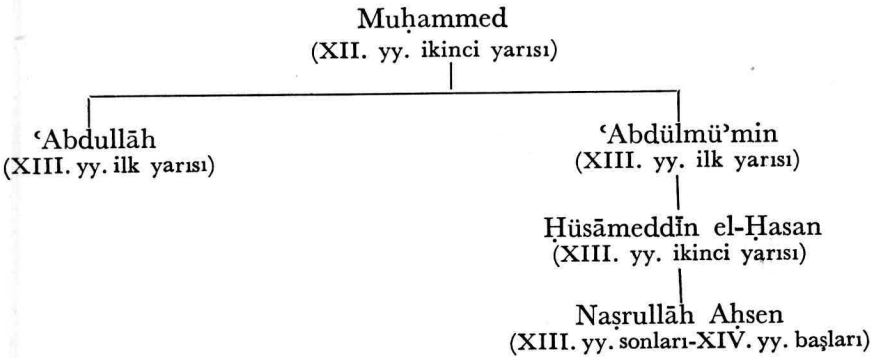 Muḥammed
(XII. yy. ikinci yarısı)
ʿAbdullāh
(XIII. yy. ilk yarısı)
ʿAbdülmü’min
(XIII. yy. ilk yarısı)
Ḥüsāmeddīn el-Ḥasan
(XIII. yy. ikinci yarısı)
Naṣrullāh Aḥsen
(XIII. yy. sonları-XIV. yy. başları)